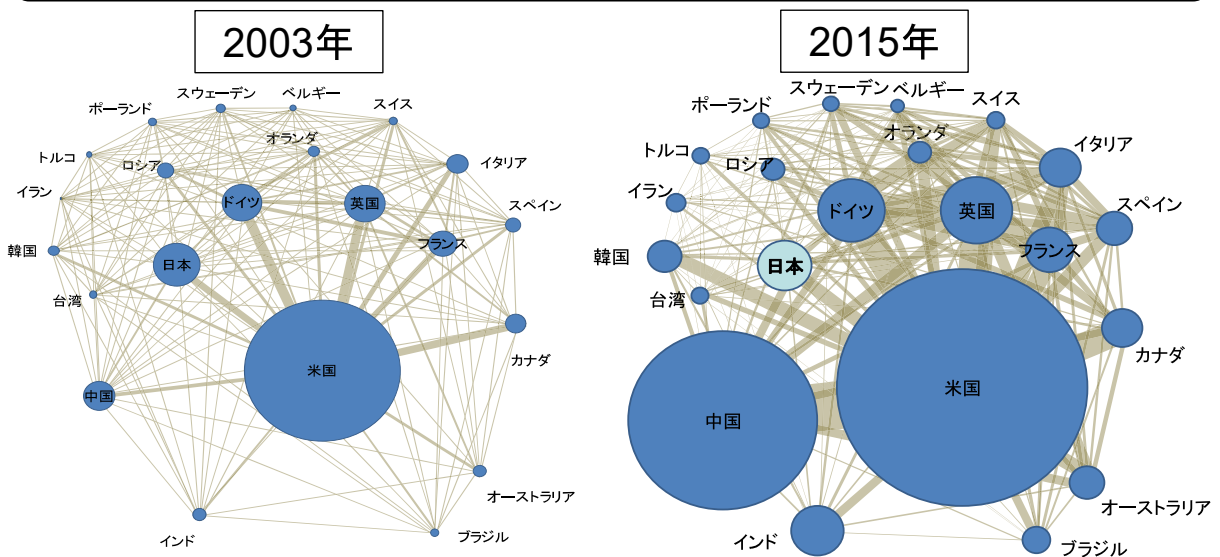 2003年
2015年
スウェーデン
ベルギー
スイス
ポーランド
オランダ
イタリア
トルコ
ロシア
イラン
ドイツ
英国
スペイン
韓国
日本
フランス
台湾
カナダ
米国
中国
オーストラリア
インド
ブラジル
スウェーデン
ベルギー
スイス
ポーランド
オランダ
イタリア
トルコ
ロシア
イラン
ドイツ
英国
スペイン
韓国
日本
フランス
台湾
カナダ
米国
中国
オーストラリア
インド
ブラジル